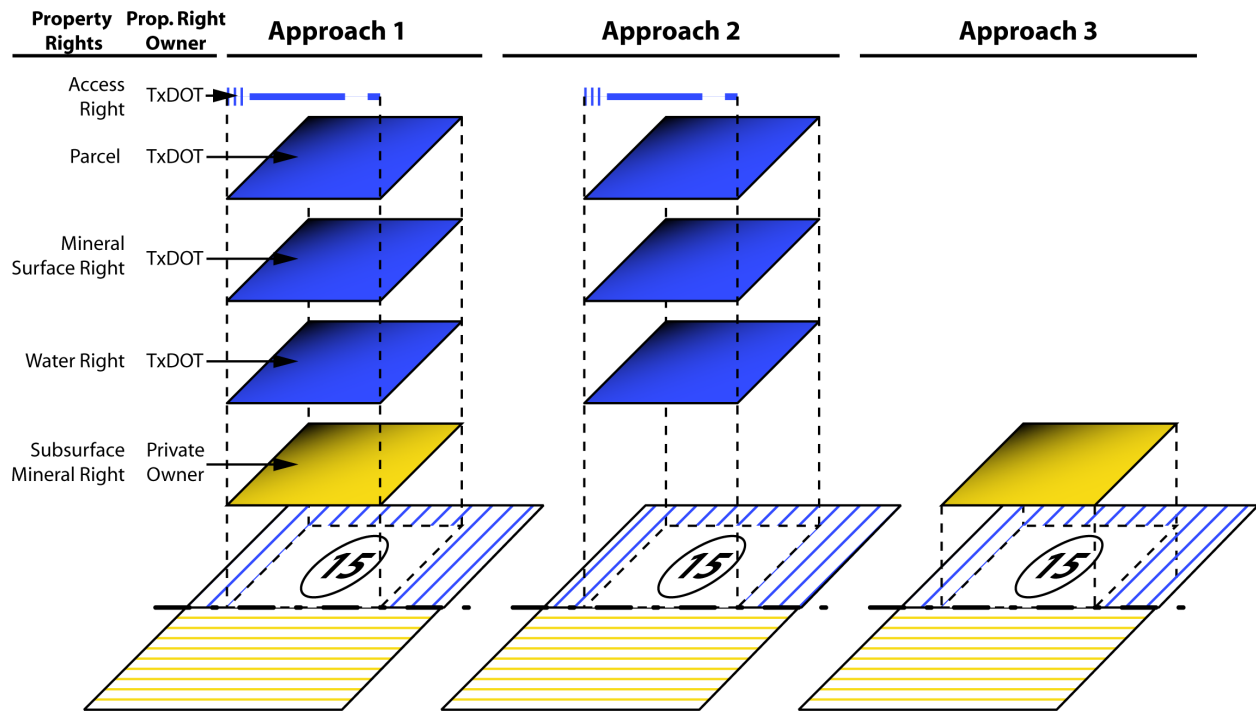 Property Rights
Prop. Right Owner
Approach 1
Approach 2
Approach 3
Access
Right
TxDOT
Parcel
TxDOT
Mineral
Surface Right
TxDOT
Water Right
TxDOT
Subsurface
Mineral Right
Private
Owner
15
15
15